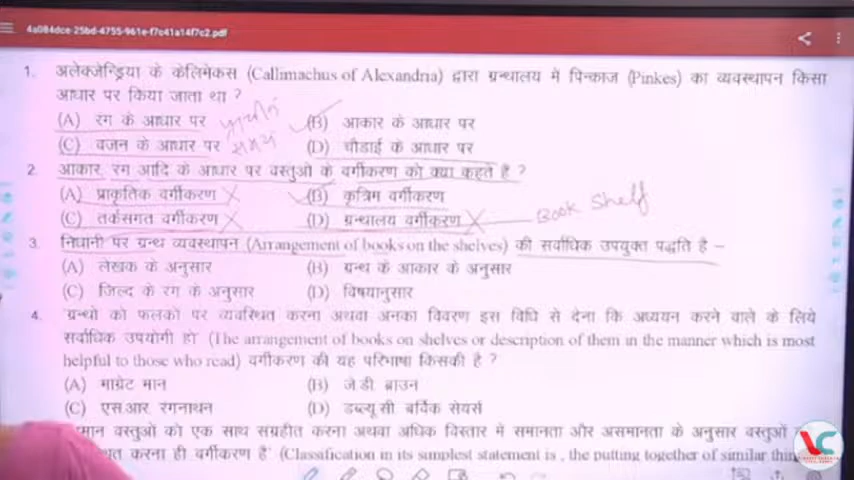 4a084dce-25bd-4755-961e-f7c41a14f7c2.pdf
1. अलेक्जेन्ड्रिया के केलिमेकस (Callimachus of Alexandria) द्वारा ग्रन्थालय में पिन्काज (Pinkes) का व्यवस्थापन किस
आधार पर किया जाता था ?
(A) रंग के आधार पर प्राचीन (B) आकार के आधार पर
(C) वजन के आधार पर समय (D) चौडाई के आधार पर
2. आकार, रंग आदि के आधार पर वस्तुओं के वर्गीकरण को क्या कहते है ?
(A) प्राकृतिक वर्गीकरण (B) कृत्रिम वर्गीकरण
(C) तर्कसंगत वर्गीकरण (D) ग्रन्थालय वर्गीकरण Book Shelf
3. निधानी पर ग्रन्थ व्यवस्थापन (Arrangement of books on the shelves) की सर्वाधिक उपयुक्त पद्धति है –
(A) लेखक के अनुसार (B) ग्रन्थ के आकार के अनुसार
(C) जिल्द के रंग के अनुसार (D) विषयानुसार
4. 'ग्रन्थो को फलको पर व्यवस्थित करना अथवा अनका विवरण इस विधि से देना कि अध्ययन करने वाले के लिये
सर्वाधिक उपयोगी हो' (The arrangement of books on shelves or description of them in the manner which is most
helpful to those who read) वर्गीकरण की यह परिभाषा किसकी है ?
(A) माग्रेट मान (B) जे.डी. ब्राउन
(C) एस.आर. रंगनाथन (D) डब्ल्यू.सी. बर्विक सेयर्स
वस्तुओं को एक साथ संग्रहीत करना अथवा अधिक विस्तार में समानता और असमानता के अनुसार वस्तुओं
करना ही वर्गीकरण है' (Classification in its simplest statement is , the putting together of similar
VC